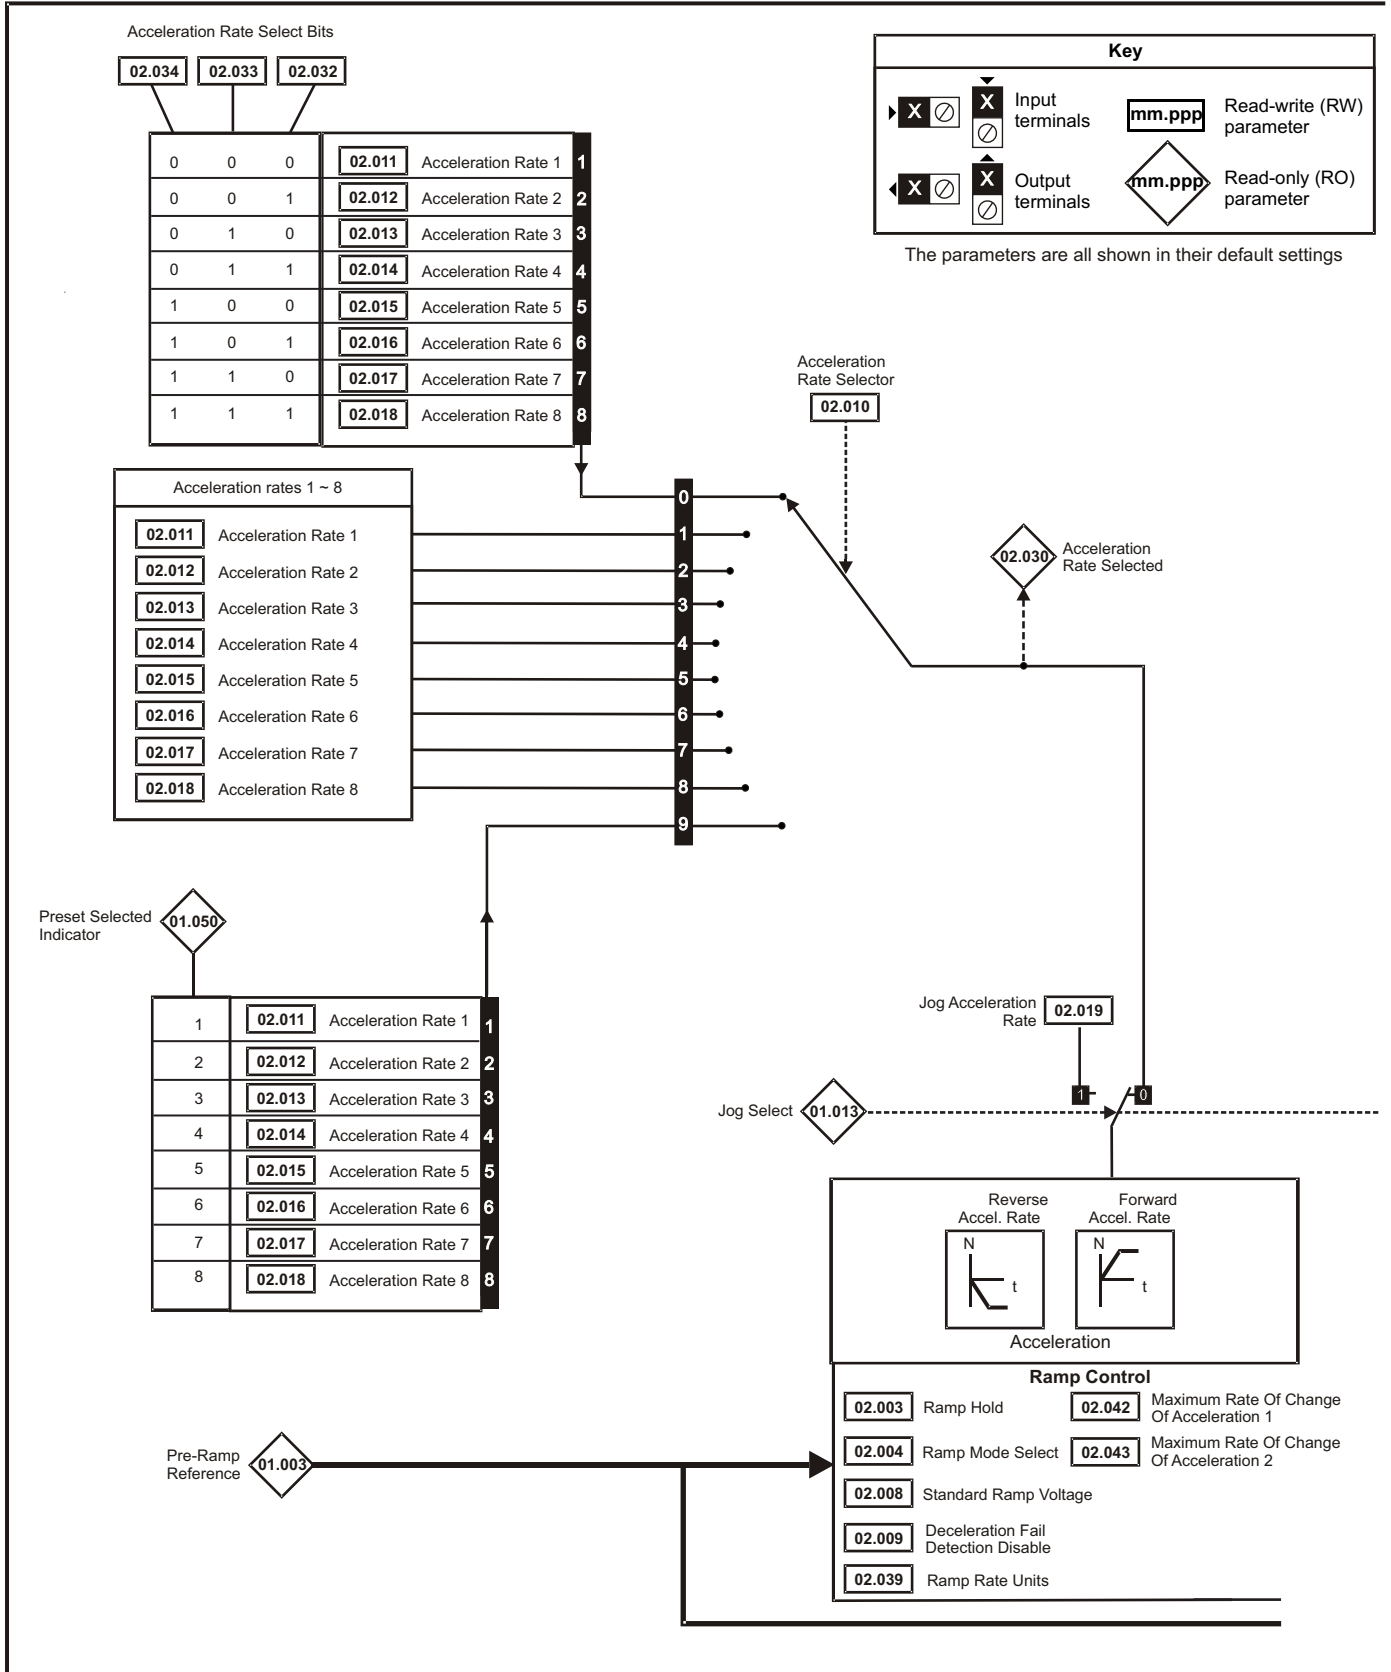 Acceleration Rate Select Bits
02.034 02.033 02.032
0 0 0 02.011 Acceleration Rate 1 1
0 0 1 02.012 Acceleration Rate 2 2
0 1 0 02.013 Acceleration Rate 3 3
0 1 1 02.014 Acceleration Rate 4 4
1 0 0 02.015 Acceleration Rate 5 5
1 0 1 02.016 Acceleration Rate 6 6
1 1 0 02.017 Acceleration Rate 7 7
1 1 1 02.018 Acceleration Rate 8 8
Key
X
X
Input
terminals
mm.ppp
Read-write (RW)
parameter
X
X
Output
terminals
mm.ppp
Read-only (RO)
parameter
The parameters are all shown in their default settings
Acceleration
Rate Selector
02.010
Acceleration rates 1 ~ 8
02.011 Acceleration Rate 1
02.012 Acceleration Rate 2
02.013 Acceleration Rate 3
02.014 Acceleration Rate 4
02.015 Acceleration Rate 5
02.016 Acceleration Rate 6
02.017 Acceleration Rate 7
02.018 Acceleration Rate 8
0
1
2
3
4
5
6
7
8
9
02.030
Acceleration
Rate Selected
Preset Selected
Indicator
01.050
1 02.011 Acceleration Rate 1 1
2 02.012 Acceleration Rate 2 2
3 02.013 Acceleration Rate 3 3
4 02.014 Acceleration Rate 4 4
5 02.015 Acceleration Rate 5 5
6 02.016 Acceleration Rate 6 6
7 02.017 Acceleration Rate 7 7
8 02.018 Acceleration Rate 8 8
Jog Acceleration
Rate
02.019
1 0
Jog Select 01.013
Reverse
Accel. Rate
N
t
Forward
Accel. Rate
N
t
Acceleration
Ramp Control
02.003 Ramp Hold
02.042 Maximum Rate Of Change
Of Acceleration 1
02.004 Ramp Mode Select
02.043 Maximum Rate Of Change
Of Acceleration 2
02.008 Standard Ramp Voltage
02.009 Deceleration Fail
Detection Disable
02.039 Ramp Rate Units
Pre-Ramp
Reference
01.003